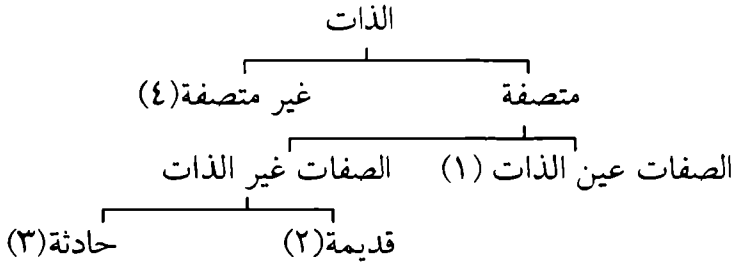 الذات
متصفة غير متصفة (٤)
الصفات عين الذات (١) الصفات غير الذات
قديمة (٢) حادثة (٣)